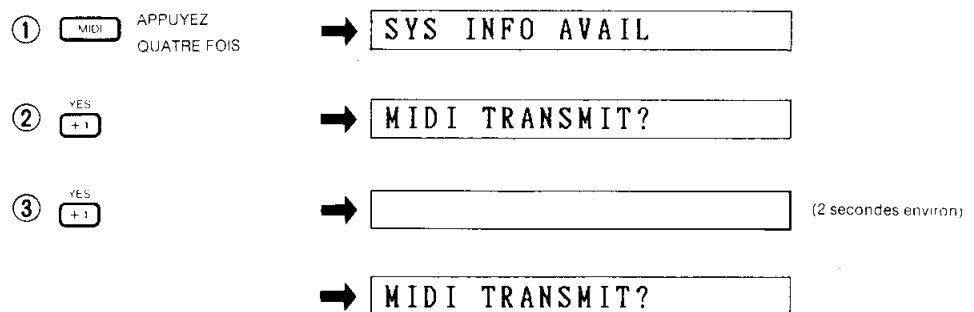 ① MIDI APPUYEZ
QUATRE FOIS
SYS INFO AVAIL
② YES
+1
MIDI TRANSMIT?
③ YES
+1
(2 secondes environ)
MIDI TRANSMIT?